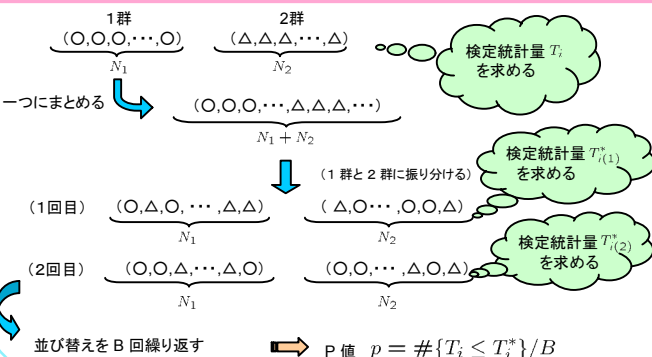 1群
2群
(○,○,○,⋯,○)
(△,△,△,⋯,△)
N₁
N₂
検定統計量 Tᵢ
を求める
一つにまとめる
(○,○,○,⋯,△,△,△,⋯)
N₁ + N₂
(1 群と 2 群に振り分ける)
検定統計量 T*ᵢ₍₁₎
を求める
(1回目)
(○,△,○, ⋯,△,△)
( △,○⋯,○,○,△)
N₁
N₂
検定統計量 T*ᵢ₍₂₎
を求める
(2回目)
(○,○,△,⋯,△,○)
(○,○,⋯ ,△,○,△)
N₁
N₂
並び替えを B 回繰り返す
P 値 p = #{Tᵢ ≤ Tᵢ*}/B